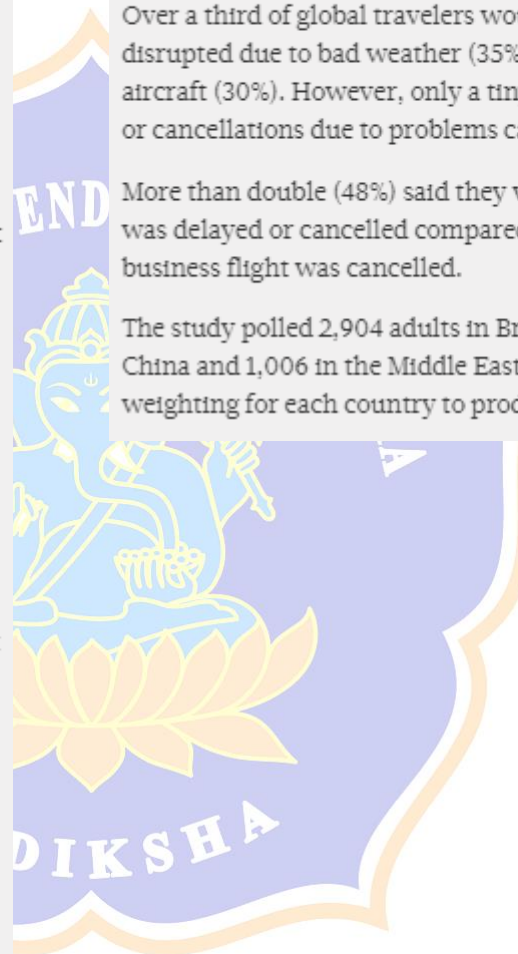 Over a third of global travelers wo
disrupted due to bad weather (35%
aircraft (30%). However, only a tin
or cancellations due to problems c
More than double (48%) said they
was delayed or cancelled compared
business flight was cancelled.
The study polled 2,904 adults in Br
China and 1,006 in the Middle East
weighting for each country to proc
END
DIKSHA
A